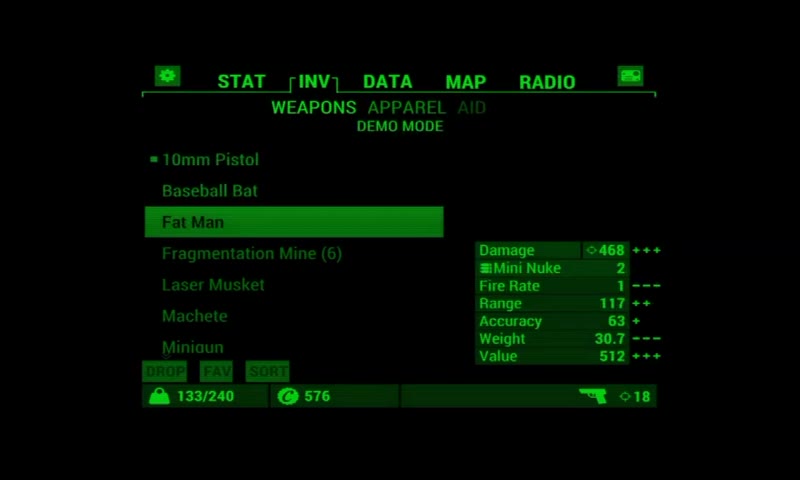 STAT INV DATA MAP RADIO
WEAPONS APPAREL AID
DEMO MODE
10mm Pistol
Baseball Bat
Fat Man
Fragmentation Mine (6)
Laser Musket
Machete
Minigun
Damage 468 +++
Mini Nuke 2
Fire Rate 1 ---
Range 117 ++
Accuracy 63 +
Weight 30.7 ---
Value 512 +++
DROP FAV SORT
133/240 576 18